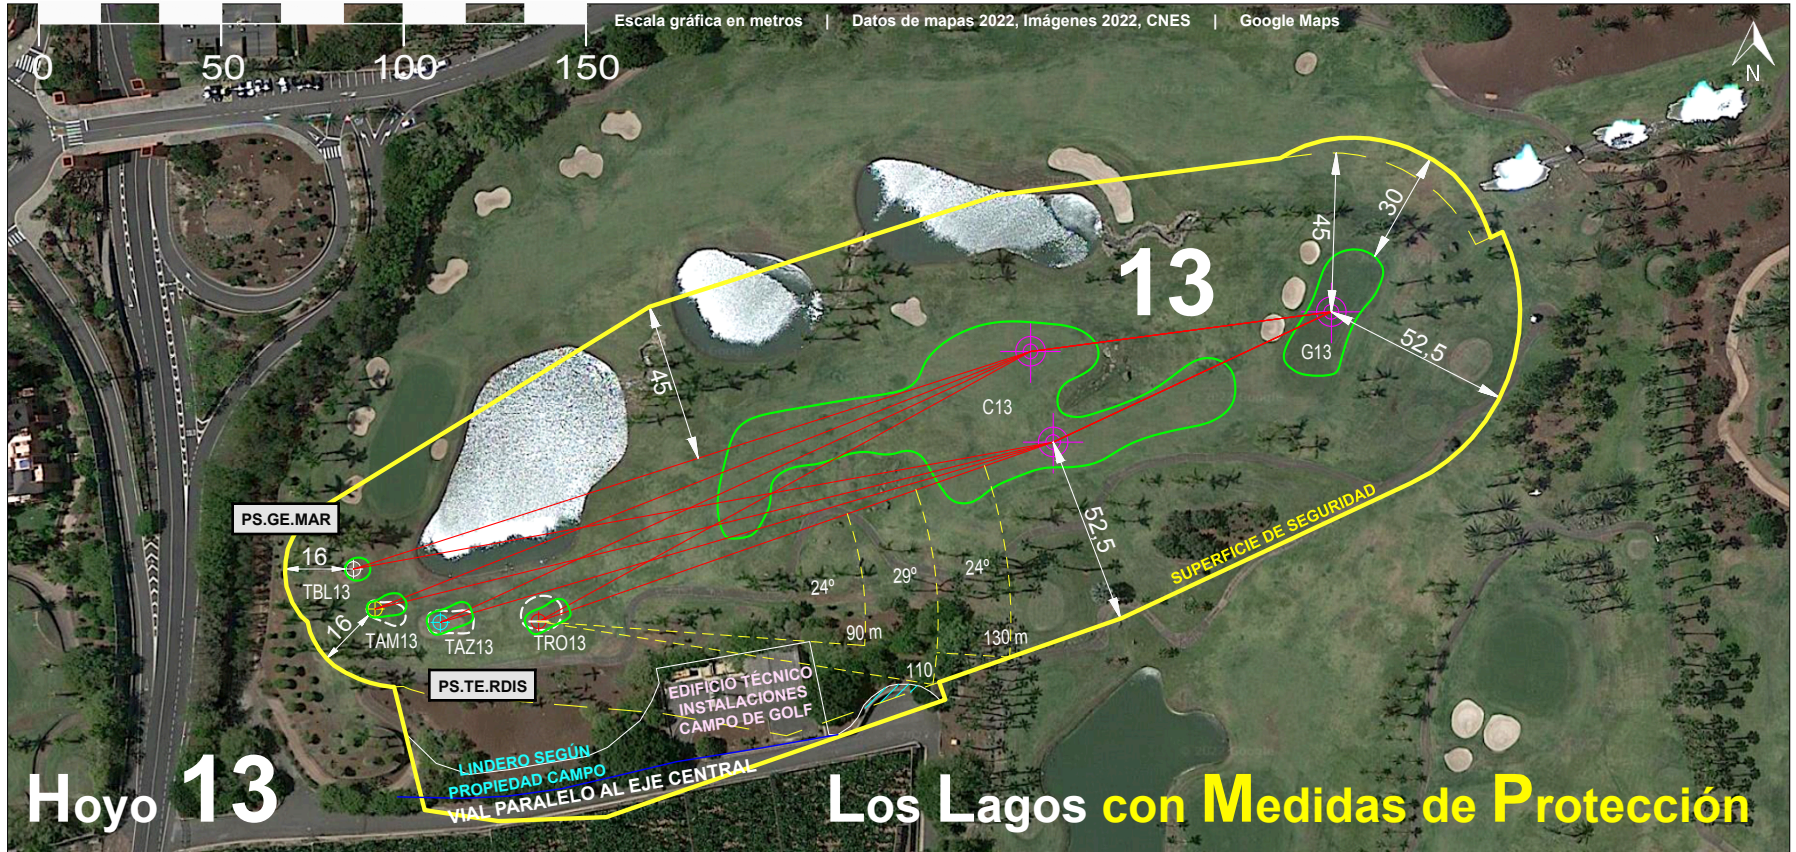 Escala gráfica en metros | Datos de mapas 2022, Imágenes 2022, CNES | Google Maps
0 50 100 150
N
13
45
30
52,5
G13
45
C13
52,5
SUPERFICIE DE SEGURIDAD
PS.GE.MAR
16
TBL13
16
TAM13
TAZ13
TRO13
24º
29º
24º
90 m
130 m
110
PS.TE.RDIS
EDIFICIO TÉCNICO
INSTALACIONES
CAMPO DE GOLF
LINDERO SEGÚN
PROPIEDAD CAMPO
VIAL PARALELO AL EJE CENTRAL
Hoyo 13
Los Lagos con Medidas de Protección